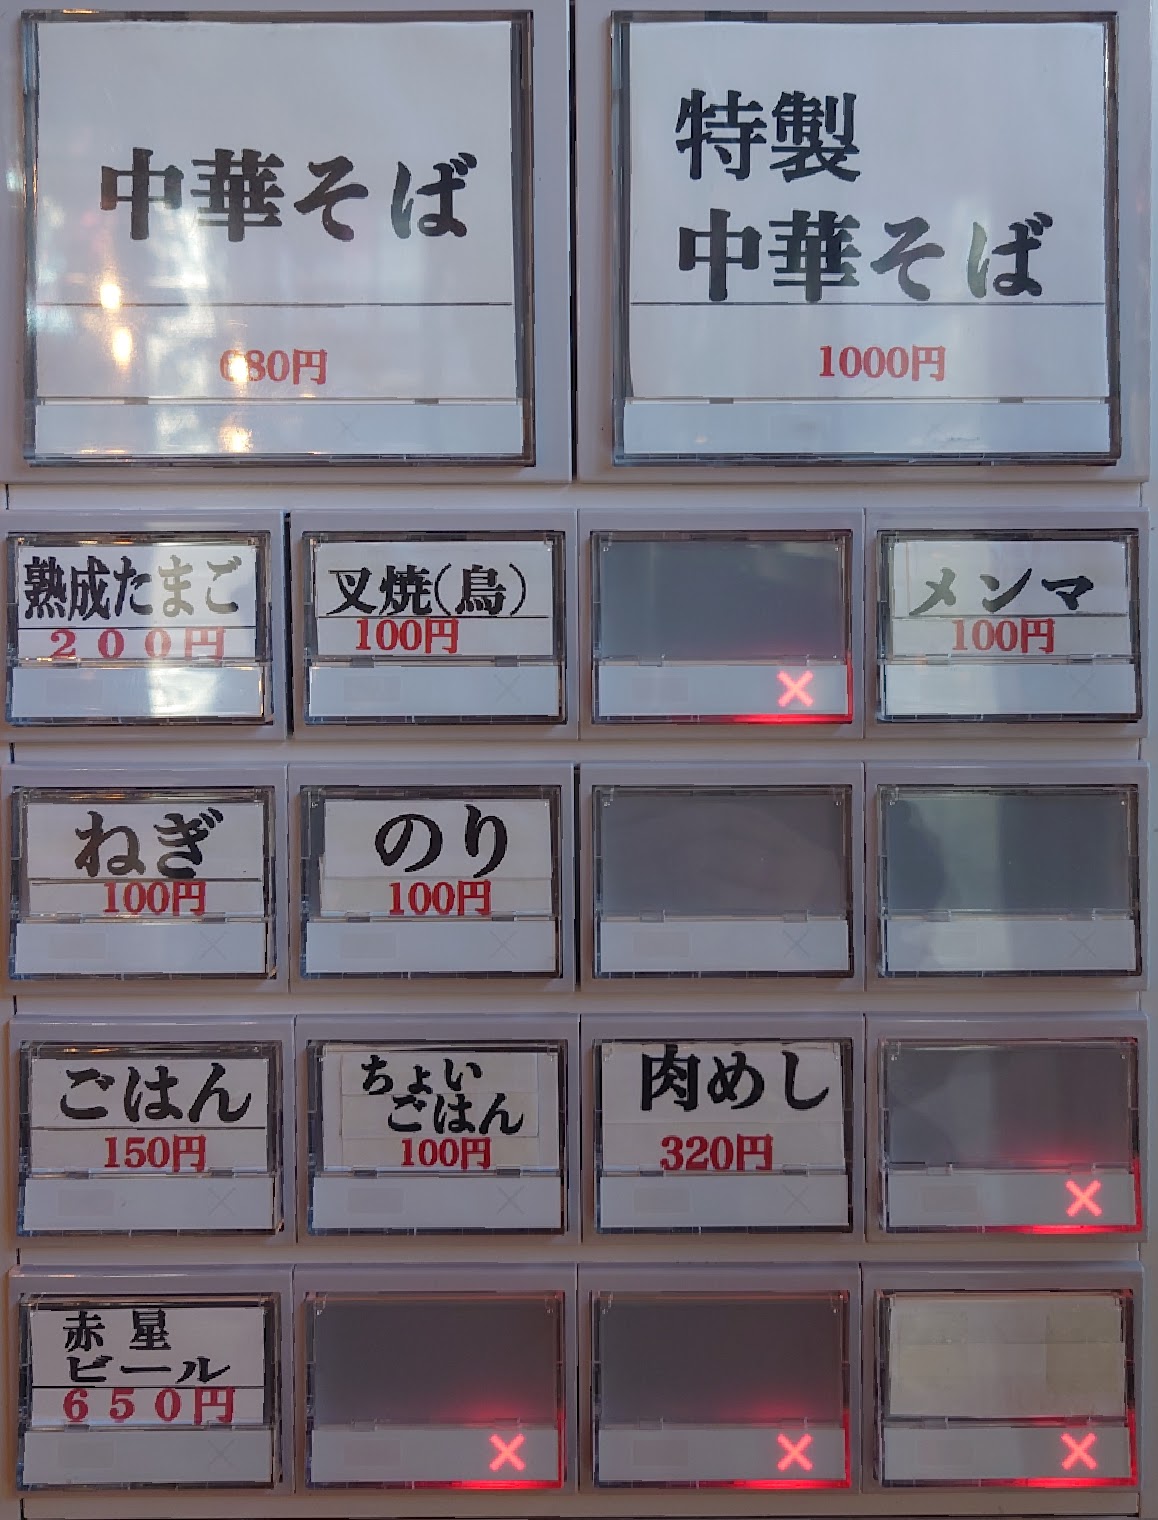 中華そば
680円
特製
中華そば
1000円
熟成たまご
200円
叉焼(鳥)
100円
メンマ
100円
ねぎ
100円
のり
100円
ごはん
150円
ちょい
ごはん
100円
肉めし
320円
赤星
ビール
650円